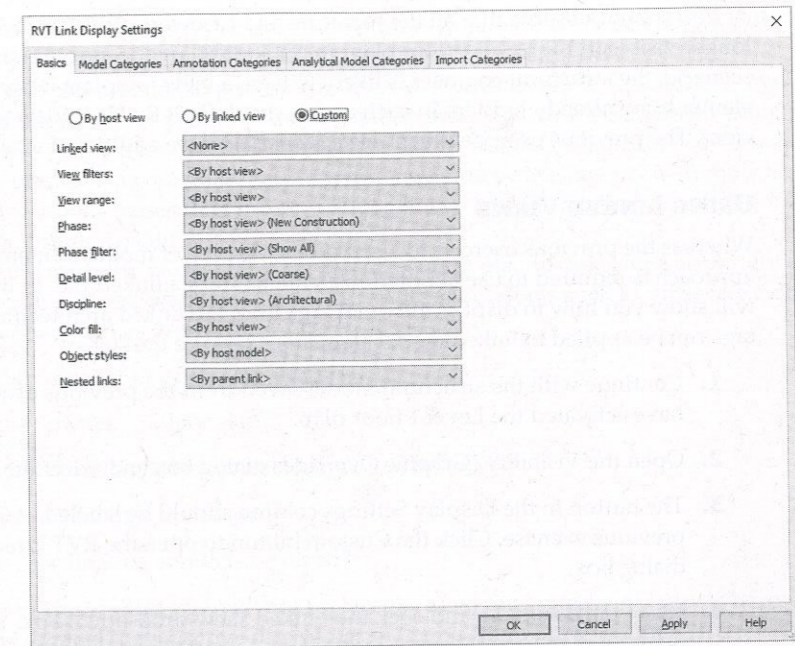 RVT Link Display Settings
Basics Model Categories Annotation Categories Analytical Model Categories Import Categories
By host view By linked view Custom
Linked view: <None>
View filters: <By host view>
View range: <By host view>
Phase: <By host view> (New Construction)
Phase filter: <By host view> (Show All)
Detail level: <By host view> (Coarse)
Discipline: <By host view> (Architectural)
Color fill: <By host view>
Object styles: <By host model>
Nested links: <By parent link>
OK Cancel Apply Help